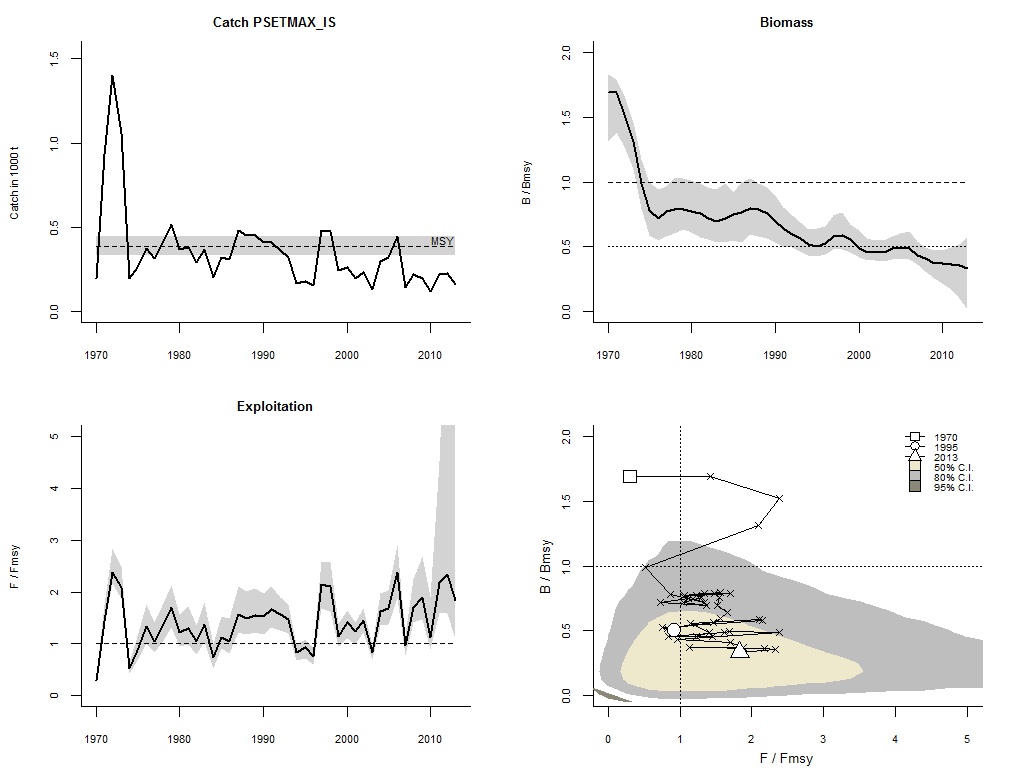 Catch PSETMAX_IS
Catch in 1000 t
1.5
1.0
0.5
0.0
MSY
1970 1980 1990 2000 2010
Biomass
B / Bmsy
2.0
1.5
1.0
0.5
0.0
1970 1980 1990 2000 2010
Exploitation
F / Fmsy
5
4
3
2
1
0
1970 1980 1990 2000 2010
B / Bmsy
2.0
1.5
1.0
0.5
0.0
1970
1995
2013
50% C.I.
80% C.I.
95% C.I.
0 1 2 3 4 5
F / Fmsy